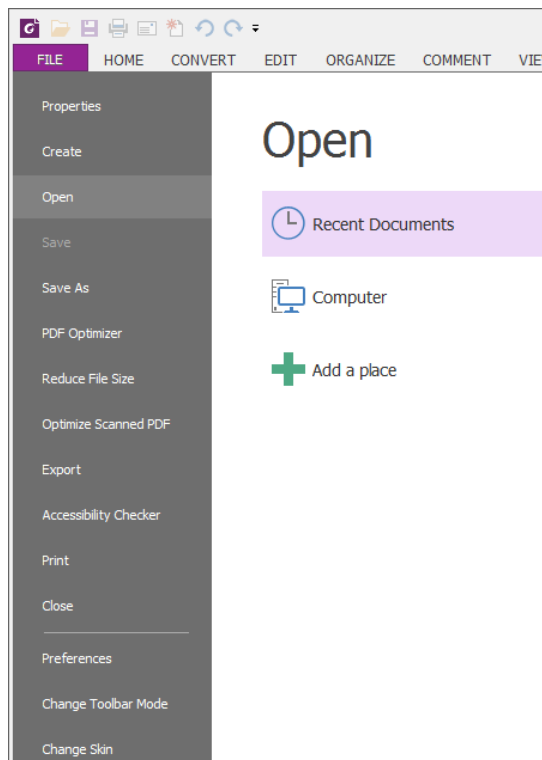 FILE HOME CONVERT EDIT ORGANIZE COMMENT VIE
Properties
Create
Open
Save
Save As
PDF Optimizer
Reduce File Size
Optimize Scanned PDF
Export
Accessibility Checker
Print
Close
Preferences
Change Toolbar Mode
Change Skin
Open
Recent Documents
Computer
Add a place